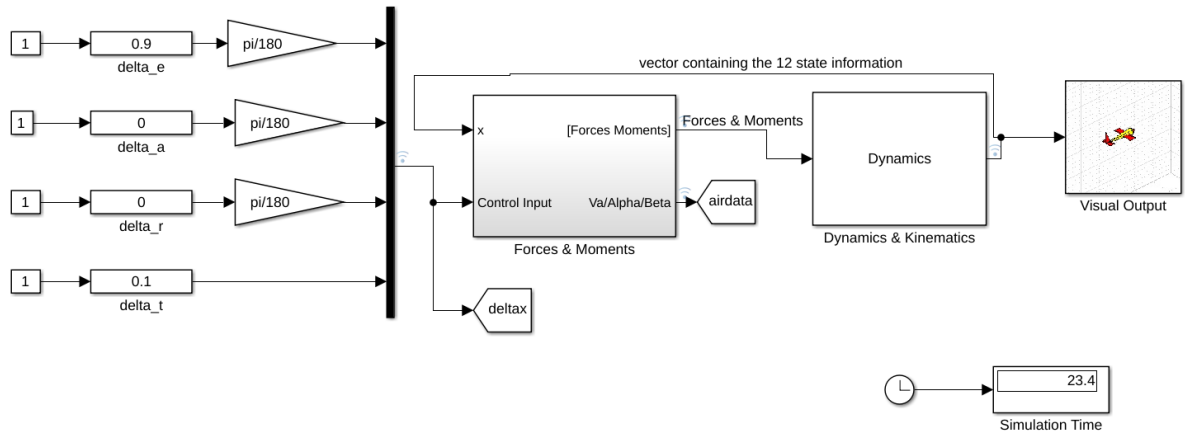 1
0.9
pi/180
delta_e
1
0
pi/180
delta_a
1
0
pi/180
delta_r
1
0.1
delta_t
vector containing the 12 state information
x
[Forces Moments]
Forces & Moments
Control Input
Va/Alpha/Beta
airdata
Forces & Moments
deltax
Dynamics
Dynamics & Kinematics
Visual Output
23.4
Simulation Time